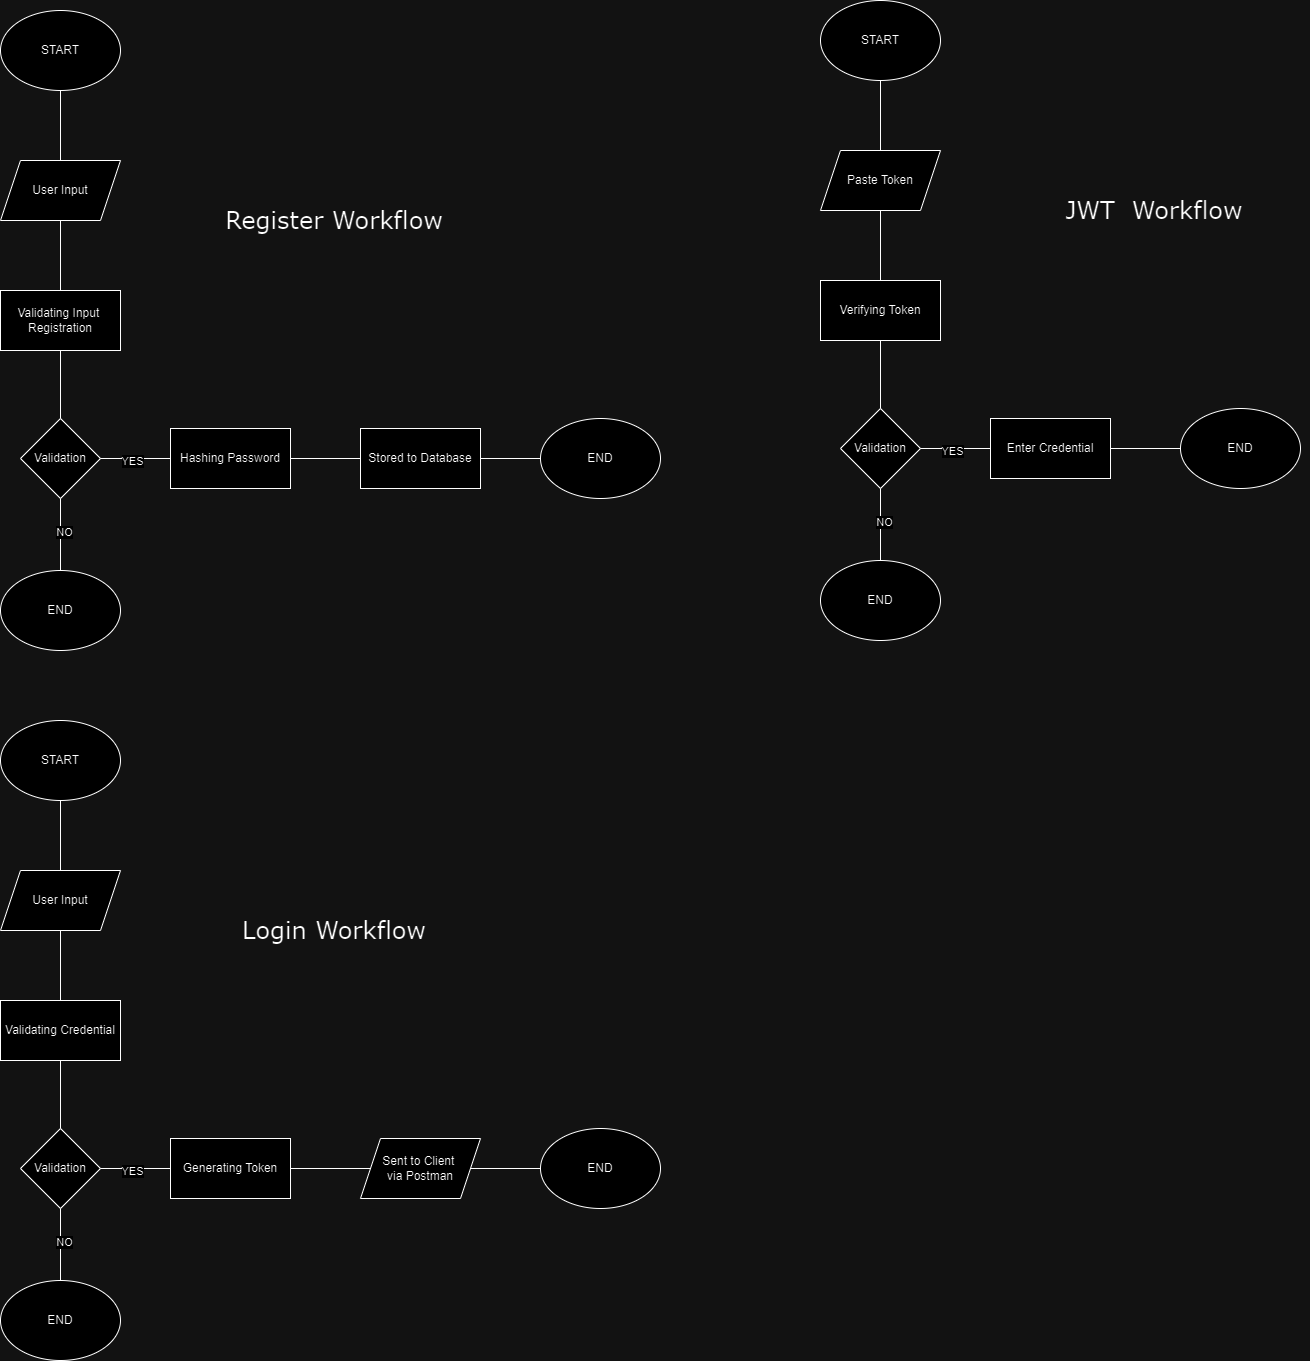 START
User Input
Register Workflow
Validating Input
Registration
Validation
YES
Hashing Password
Stored to Database
END
NO
END
START
Paste Token
JWT  Workflow
Verifying Token
Validation
YES
Enter Credential
END
NO
END
START
User Input
Login Workflow
Validating Credential
Validation
YES
Generating Token
Sent to Client
via Postman
END
NO
END